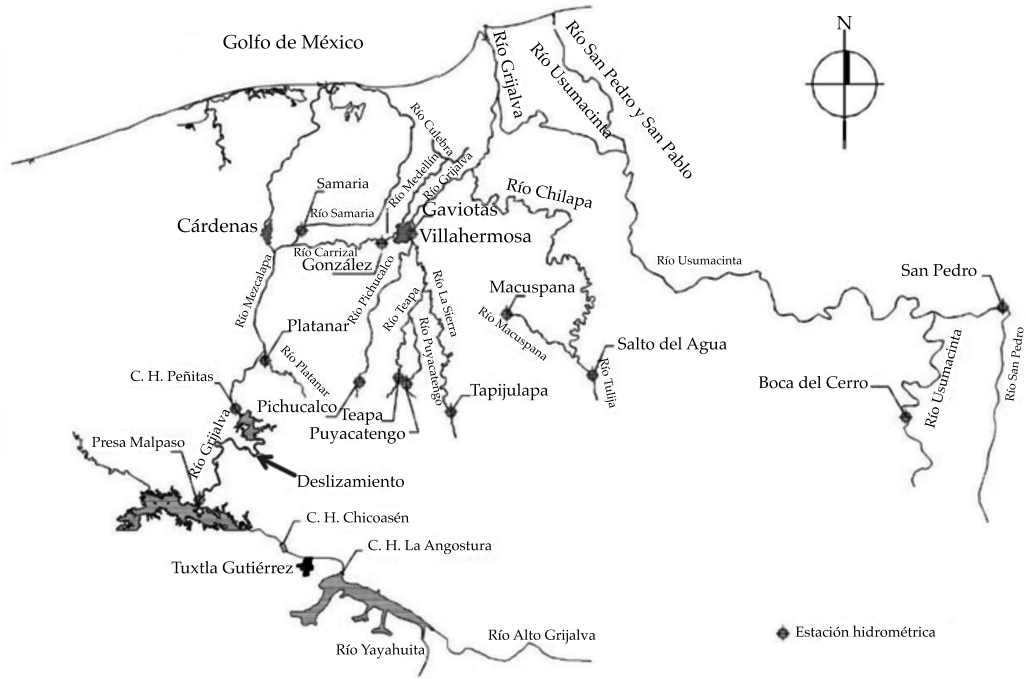 Golfo de México
N
Río San Pedro y San Pablo
Río Grijalva
Río Usumacinta
Río Culebra
Río Medellín
Río Grijalva
Samaria
Río Samaria
Río Chilapa
Gaviotas
Cárdenas
Villahermosa
Río Carrizal
González
Río Usumacinta
San Pedro
Río Mezcalapa
Río Pichucalco
Río Teapa
Río La Sierra
Macuspana
Río Macuspana
Platanar
Río Platanar
Río Puyacatengo
Salto del Agua
Río Tulija
Río Usumacinta
Río San Pedro
C. H. Peñitas
Boca del Cerro
Pichucalco
Tapijulapa
Teapa
Puyacatengo
Presa Malpaso
Río Grijalva
Deslizamiento
C. H. Chicoasén
C. H. La Angostura
Tuxtla Gutiérrez
Río Alto Grijalva
Estación hidrométrica
Río Yayahuita